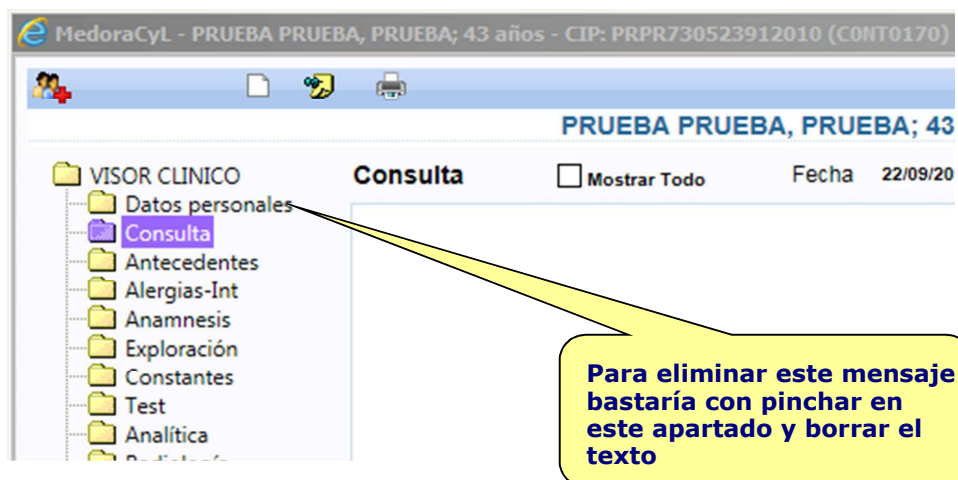 MedoraCyL - PRUEBA PRUEBA, PRUEBA; 43 años - CIP: PRPR730523912010 (CONT0170)
PRUEBA PRUEBA, PRUEBA; 43
VISOR CLINICO
Datos personales
Consulta
Antecedentes
Alergias-Int
Anamnesis
Exploración
Constantes
Test
Analítica
Radiología
Consulta
Mostrar Todo
Fecha 22/09/20
Para eliminar este mensaje
bastaría con pinchar en
este apartado y borrar el
texto